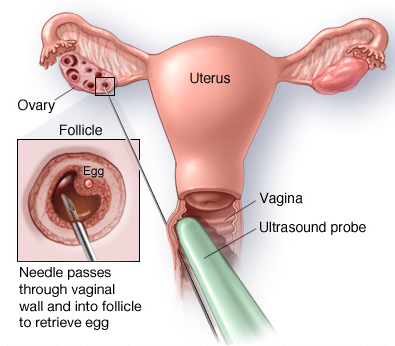 Uterus
Ovary
Follicle
Egg
Vagina
Ultrasound probe
Needle passes
through vaginal
wall and into follicle
to retrieve egg